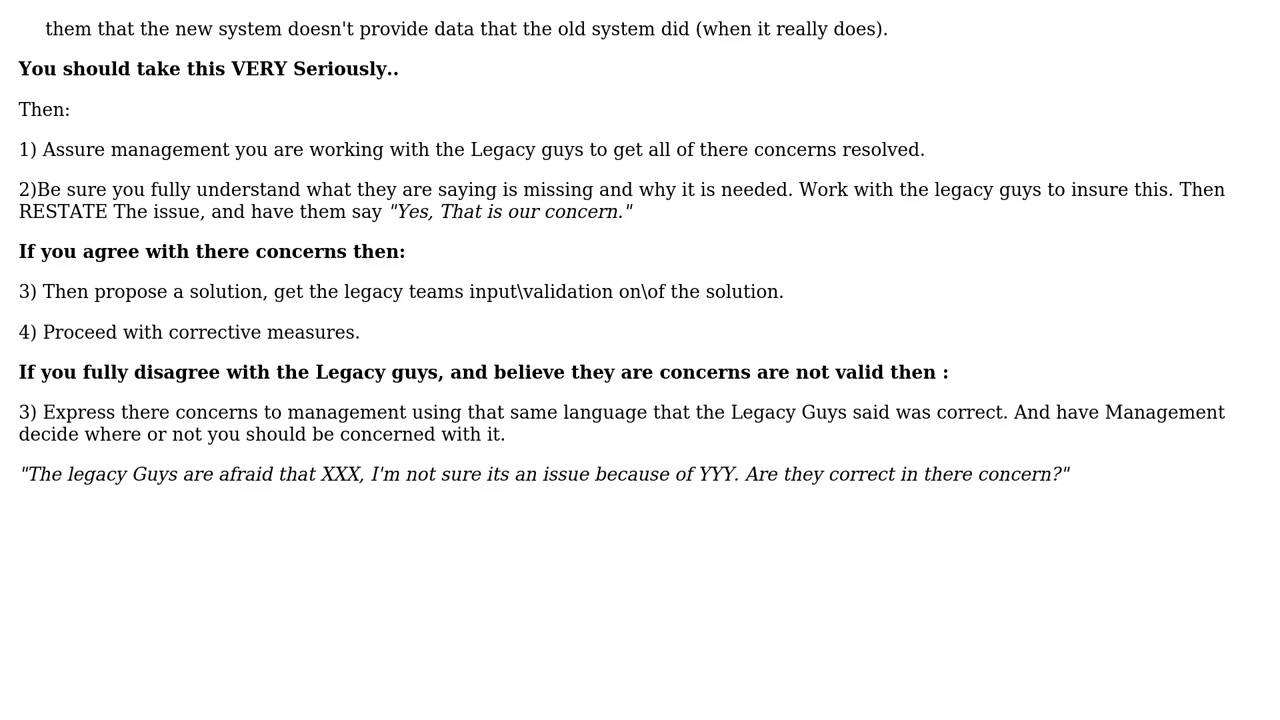 them that the new system doesn't provide data that the old system did (when it really does).
You should take this VERY Seriously..
Then:
1) Assure management you are working with the Legacy guys to get all of there concerns resolved.
2)Be sure you fully understand what they are saying is missing and why it is needed. Work with the legacy guys to insure this. Then
RESTATE The issue, and have them say "Yes, That is our concern."
If you agree with there concerns then:
3) Then propose a solution, get the legacy teams input\validation on\of the solution.
4) Proceed with corrective measures.
If you fully disagree with the Legacy guys, and believe they are concerns are not valid then :
3) Express there concerns to management using that same language that the Legacy Guys said was correct. And have Management
decide where or not you should be concerned with it.
"The legacy Guys are afraid that XXX, I'm not sure its an issue because of YYY. Are they correct in there concern?"